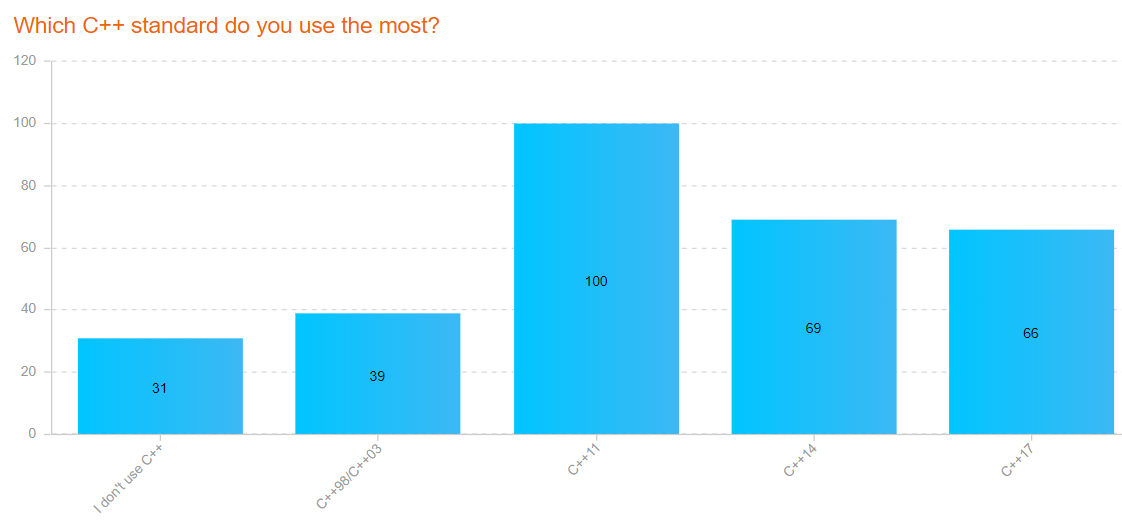 Which C++ standard do you use the most?
120
100
80
60
40
20
0
31
39
100
69
66
I don't use C++
C++98/C++03
C++11
C++14
C++17